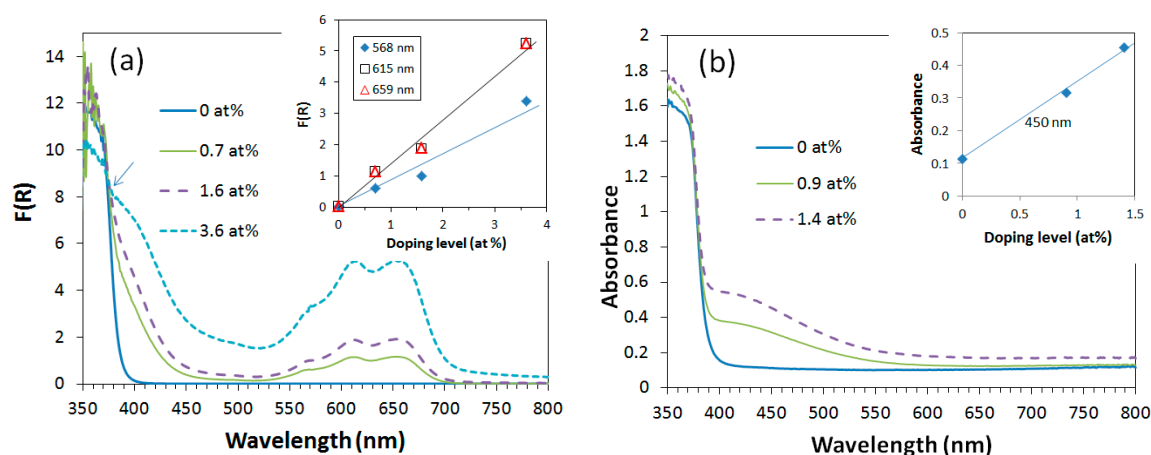 (a)
F(R)
14
12
10
8
6
4
2
0
350 400 450 500 550 600 650 700 750 800
Wavelength (nm)
0 at%
0.7 at%
1.6 at%
3.6 at%
F(R)
6
5
4
3
2
1
0
0 1 2 3 4
Doping level (at %)
568 nm
615 nm
659 nm
(b)
Absorbance
2
1.8
1.6
1.4
1.2
1
0.8
0.6
0.4
0.2
0
350 400 450 500 550 600 650 700 750 800
Wavelength (nm)
0 at%
0.9 at%
1.4 at%
Absorbance
0.5
0.4
0.3
0.2
0.1
0
0 0.5 1 1.5
Doping level (at%)
450 nm